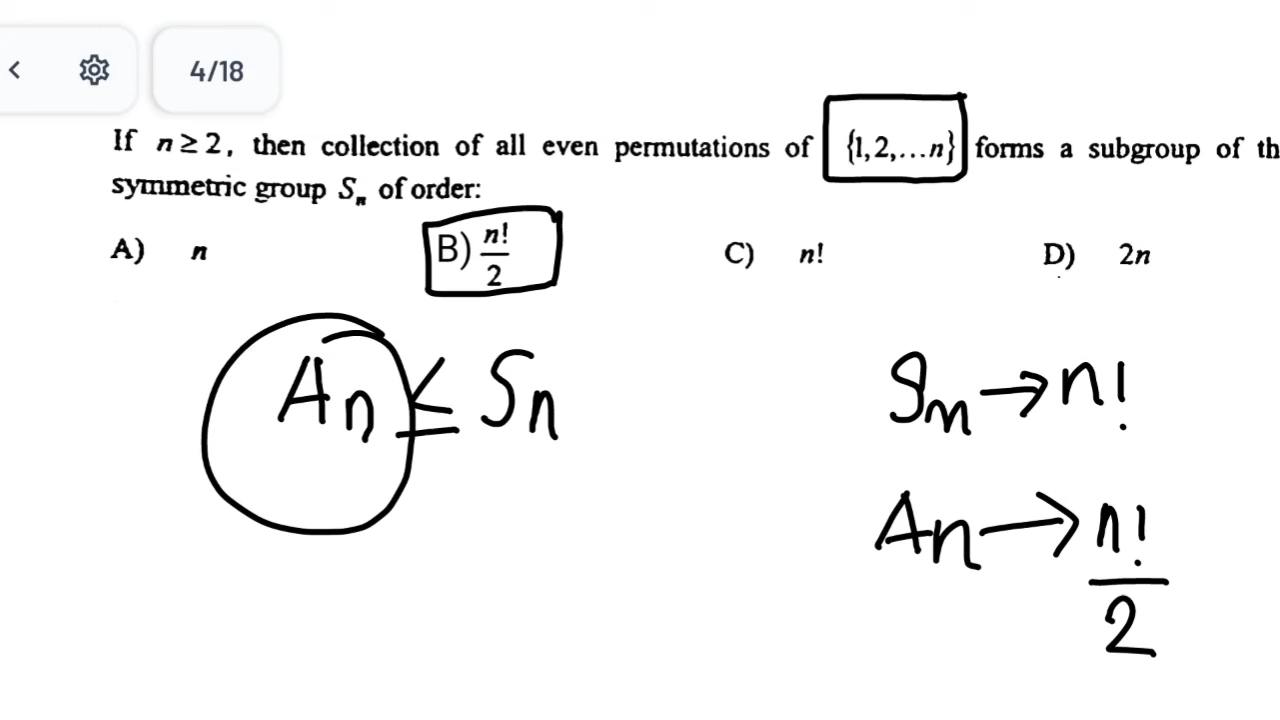 4/18
If n ≥ 2, then collection of all even permutations of {1,2,...n} forms a subgroup of th
symmetric group Sₙ of order:
A) n B) n!/2 C) n! D) 2n
An ≤ Sn
Sn → n!
An → n!/2